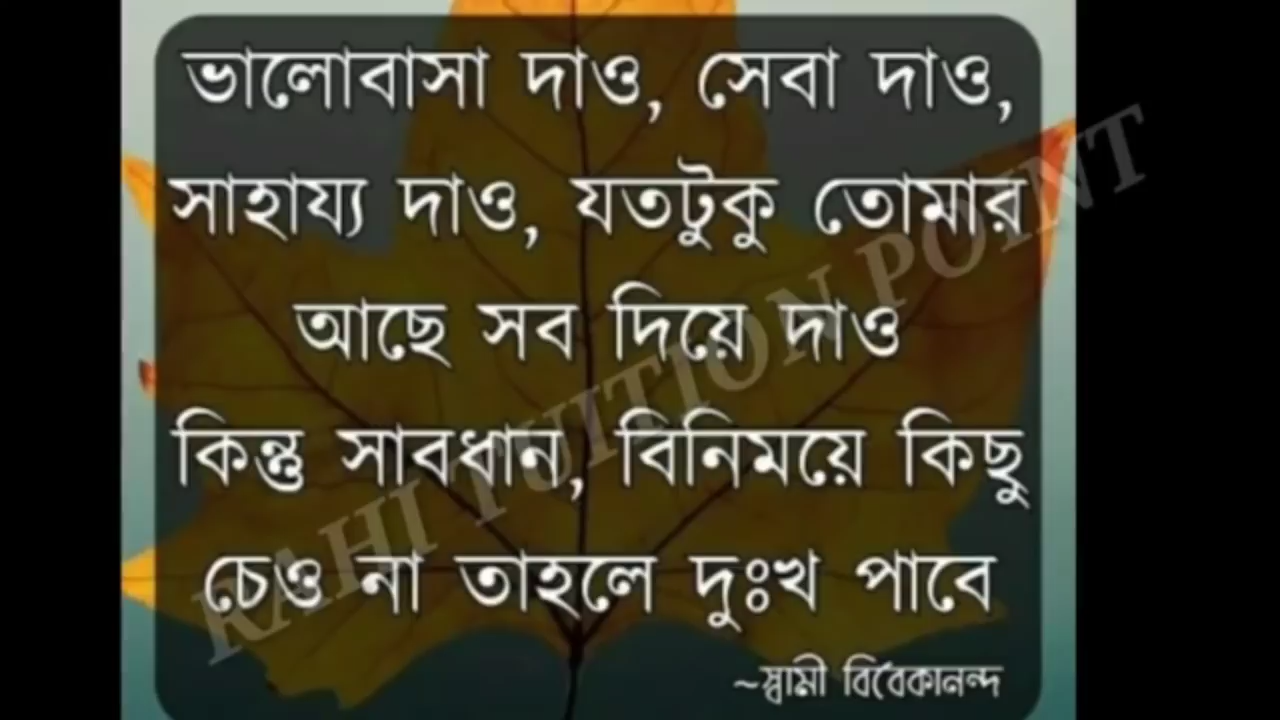 ভালোবাসা দাও, সেবা দাও,
সাহায্য দাও, যতটুকু তোমার
আছে সব দিয়ে দাও
কিন্তু সাবধান, বিনিময়ে কিছু
চেও না তাহলে দুঃখ পাবে
~স্বামী বিবেকানন্দ
RAHI TUITION POINT